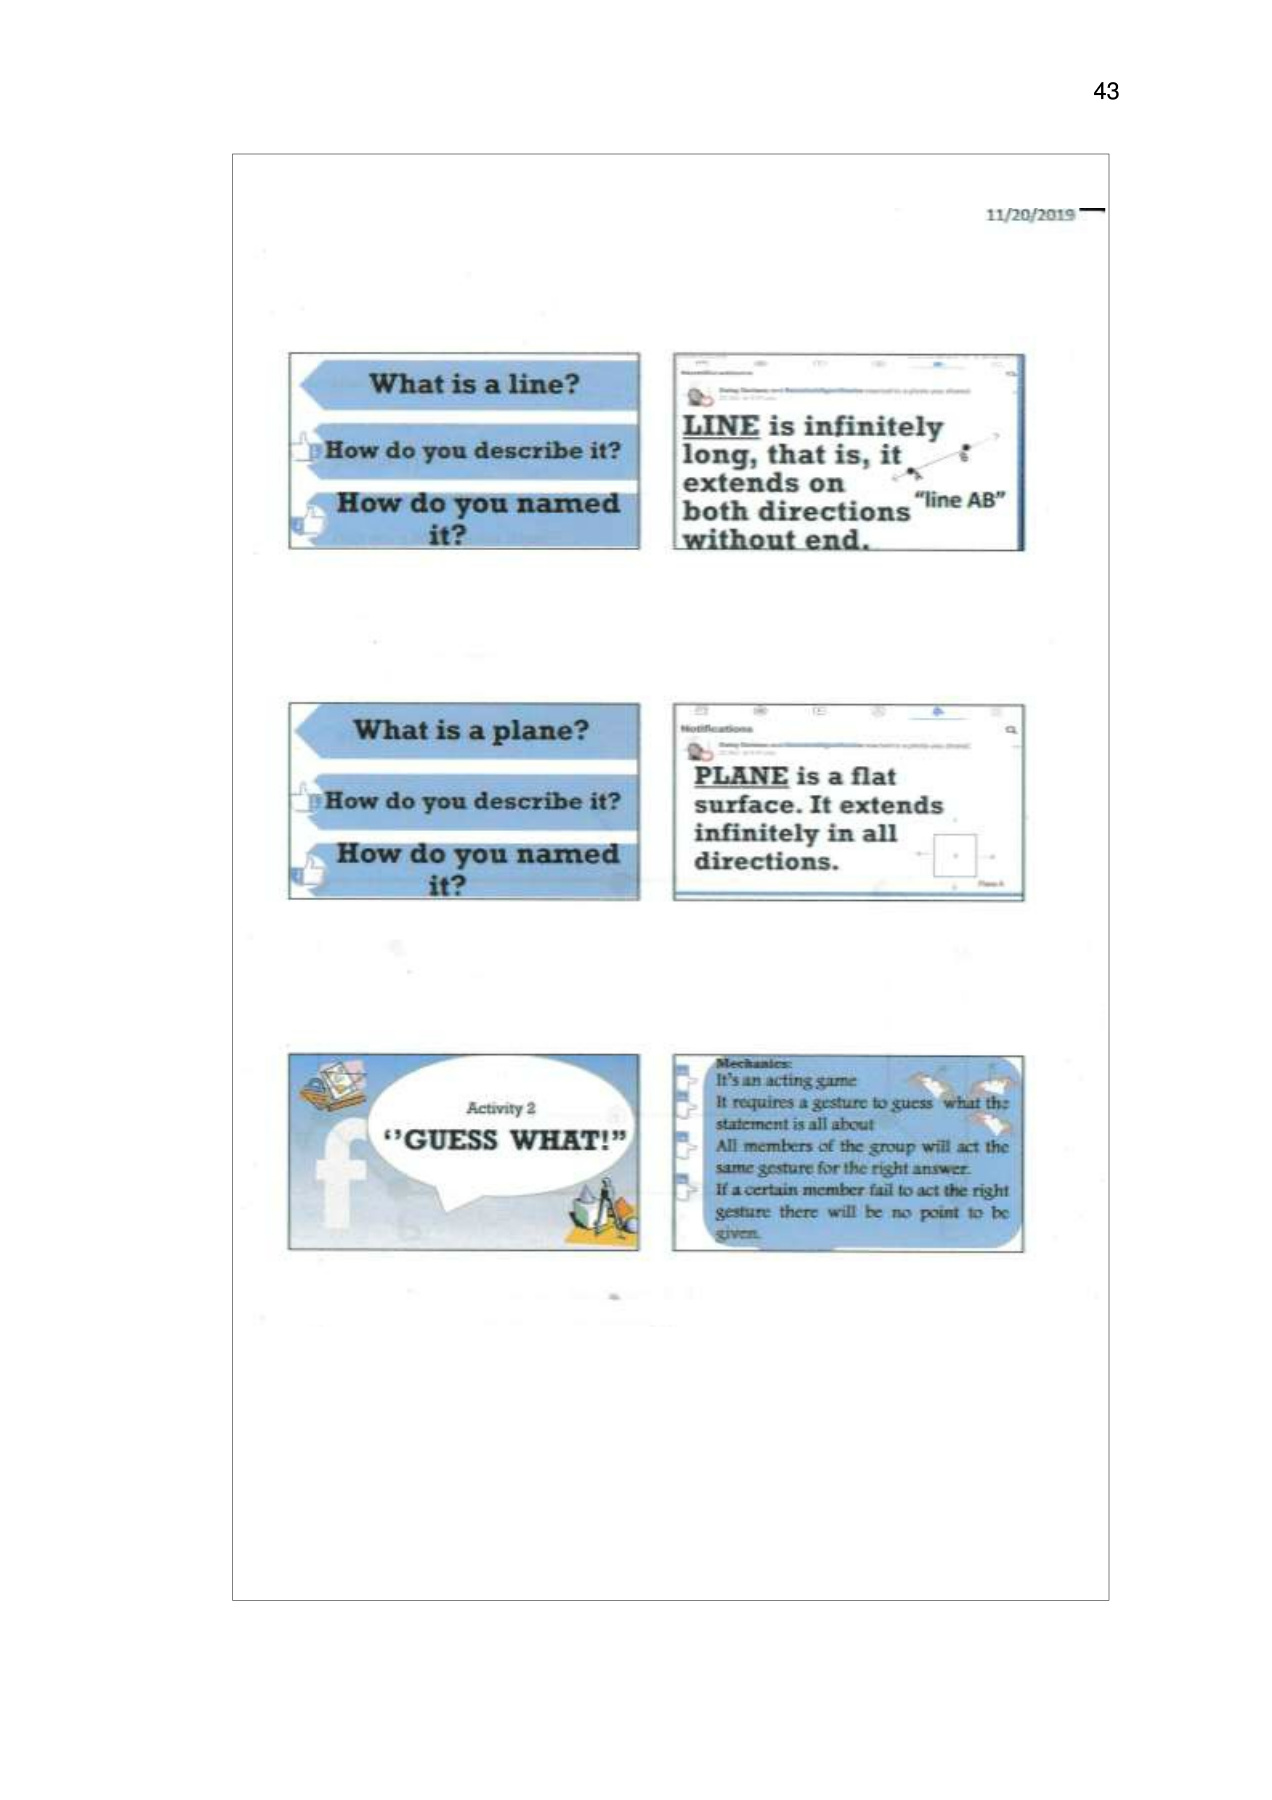 43
11/20/2019
What is a line?
How do you describe it?
How do you named
it?
LINE is infinitely
long, that is, it
extends on
both directions
without end.
A
B
"line AB"
What is a plane?
How do you describe it?
How do you named
it?
Notifications
PLANE is a flat
surface. It extends
infinitely in all
directions.
Activity 2
‘’GUESS WHAT!”
f
Mechanics:
It's an acting game
It requires a gesture to guess what the
statement is all about
All members of the group will act the
same gesture for the right answer.
If a certain member fail to act the right
gesture there will be no point to be
given.